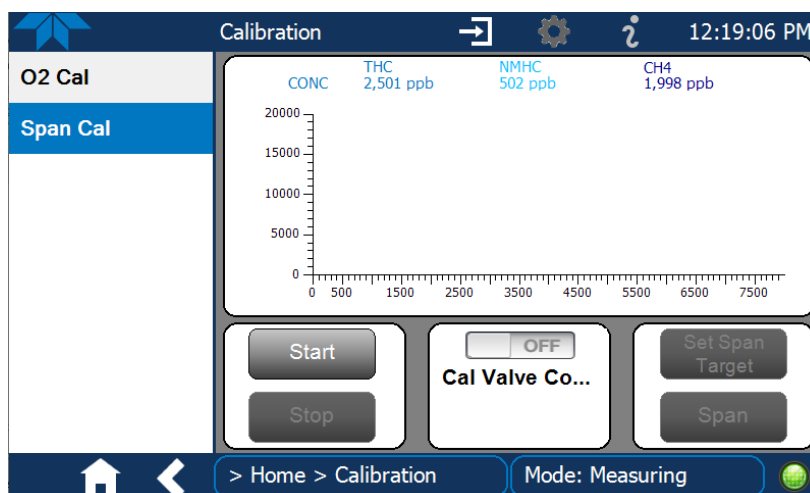 Calibration
12:19:06 PM
O2 Cal
Span Cal
THC NMHC CH4
CONC 2,501 ppb 502 ppb 1,998 ppb
20000
15000
10000
5000
0
0 500 1500 2500 3500 4500 5500 6500 7500
Start
Stop
OFF
Cal Valve Co...
Set Span
Target
Span
> Home > Calibration
Mode: Measuring